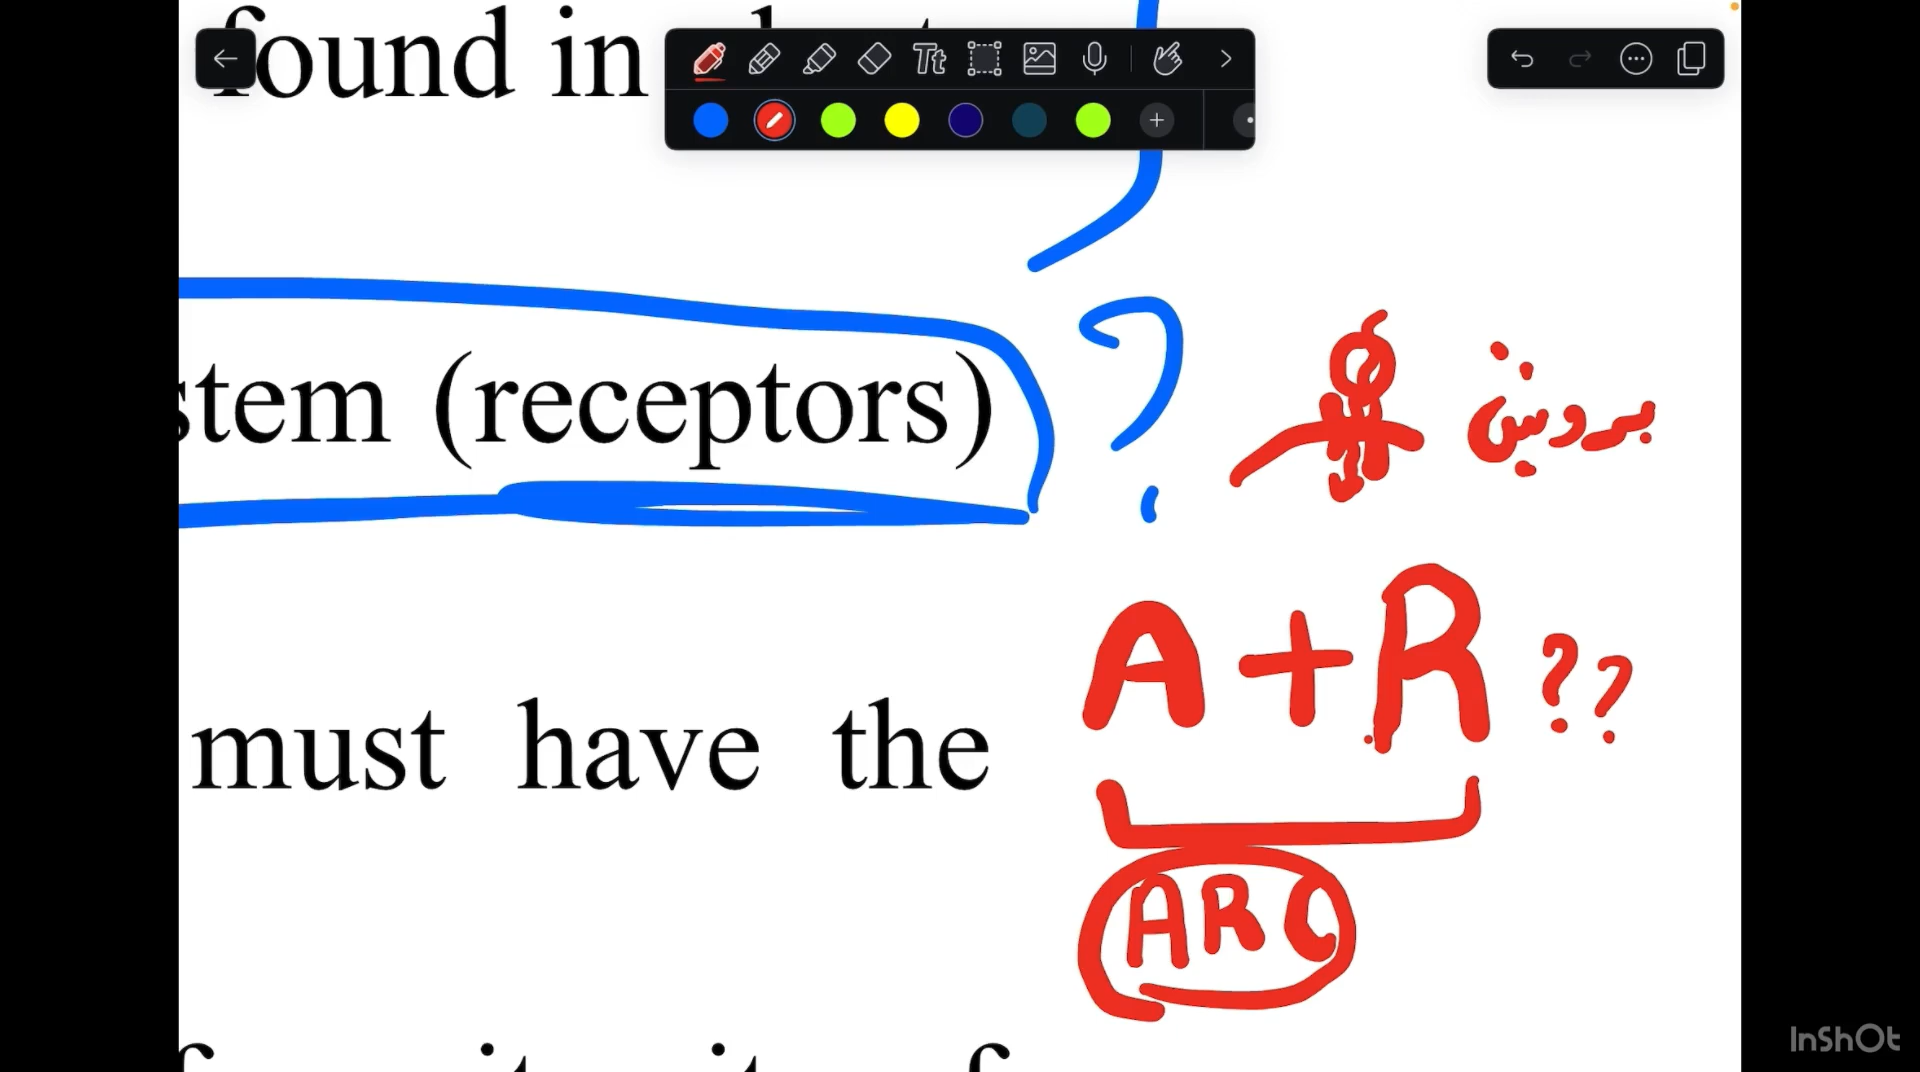 found in
stem (receptors) ?
بروتين
A+R ??
must have the
ARC
InShOt